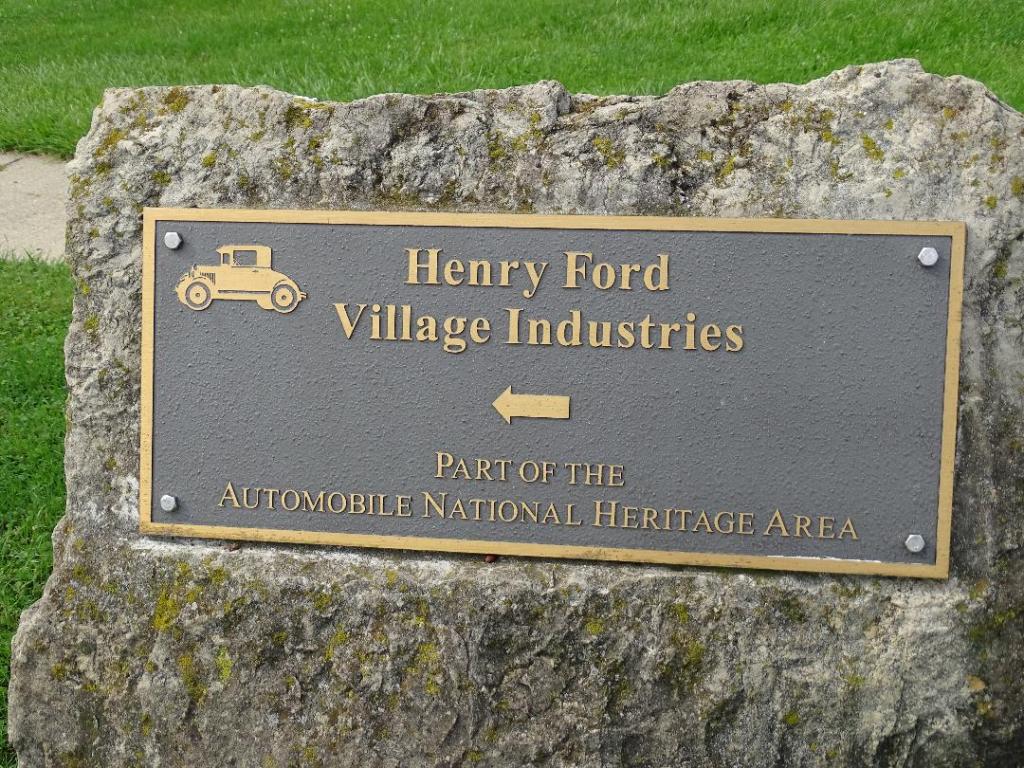 Henry Ford
Village Industries
PART OF THE
AUTOMOBILE NATIONAL HERITAGE AREA